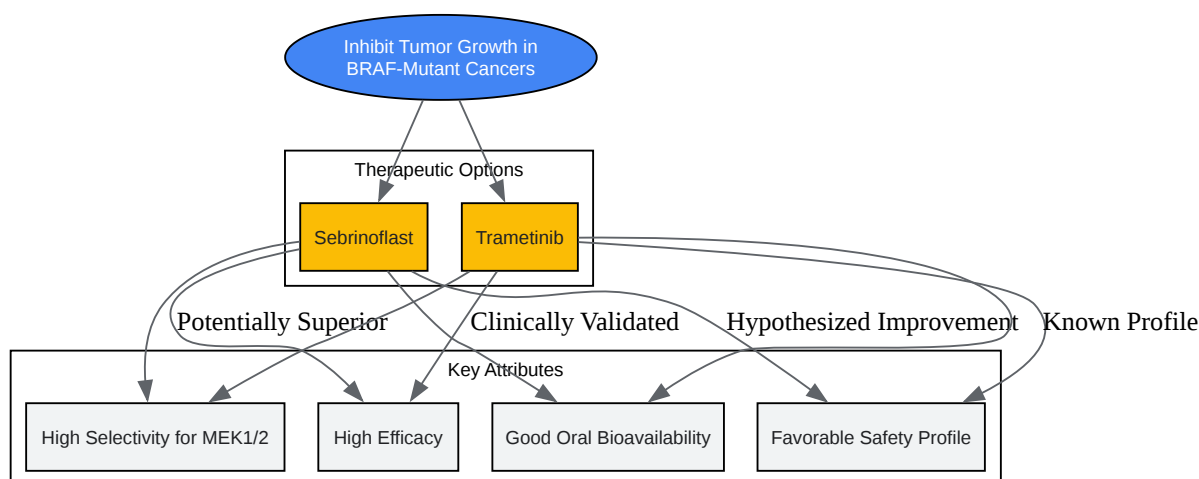 Inhibit Tumor Growth in
BRAF-Mutant Cancers
Therapeutic Options
Sebrinoflast
Trametinib
Potentially Superior
Clinically Validated
Hypothesized Improvement
Known Profile
Key Attributes
High Selectivity for MEK1/2
High Efficacy
Good Oral Bioavailability
Favorable Safety Profile